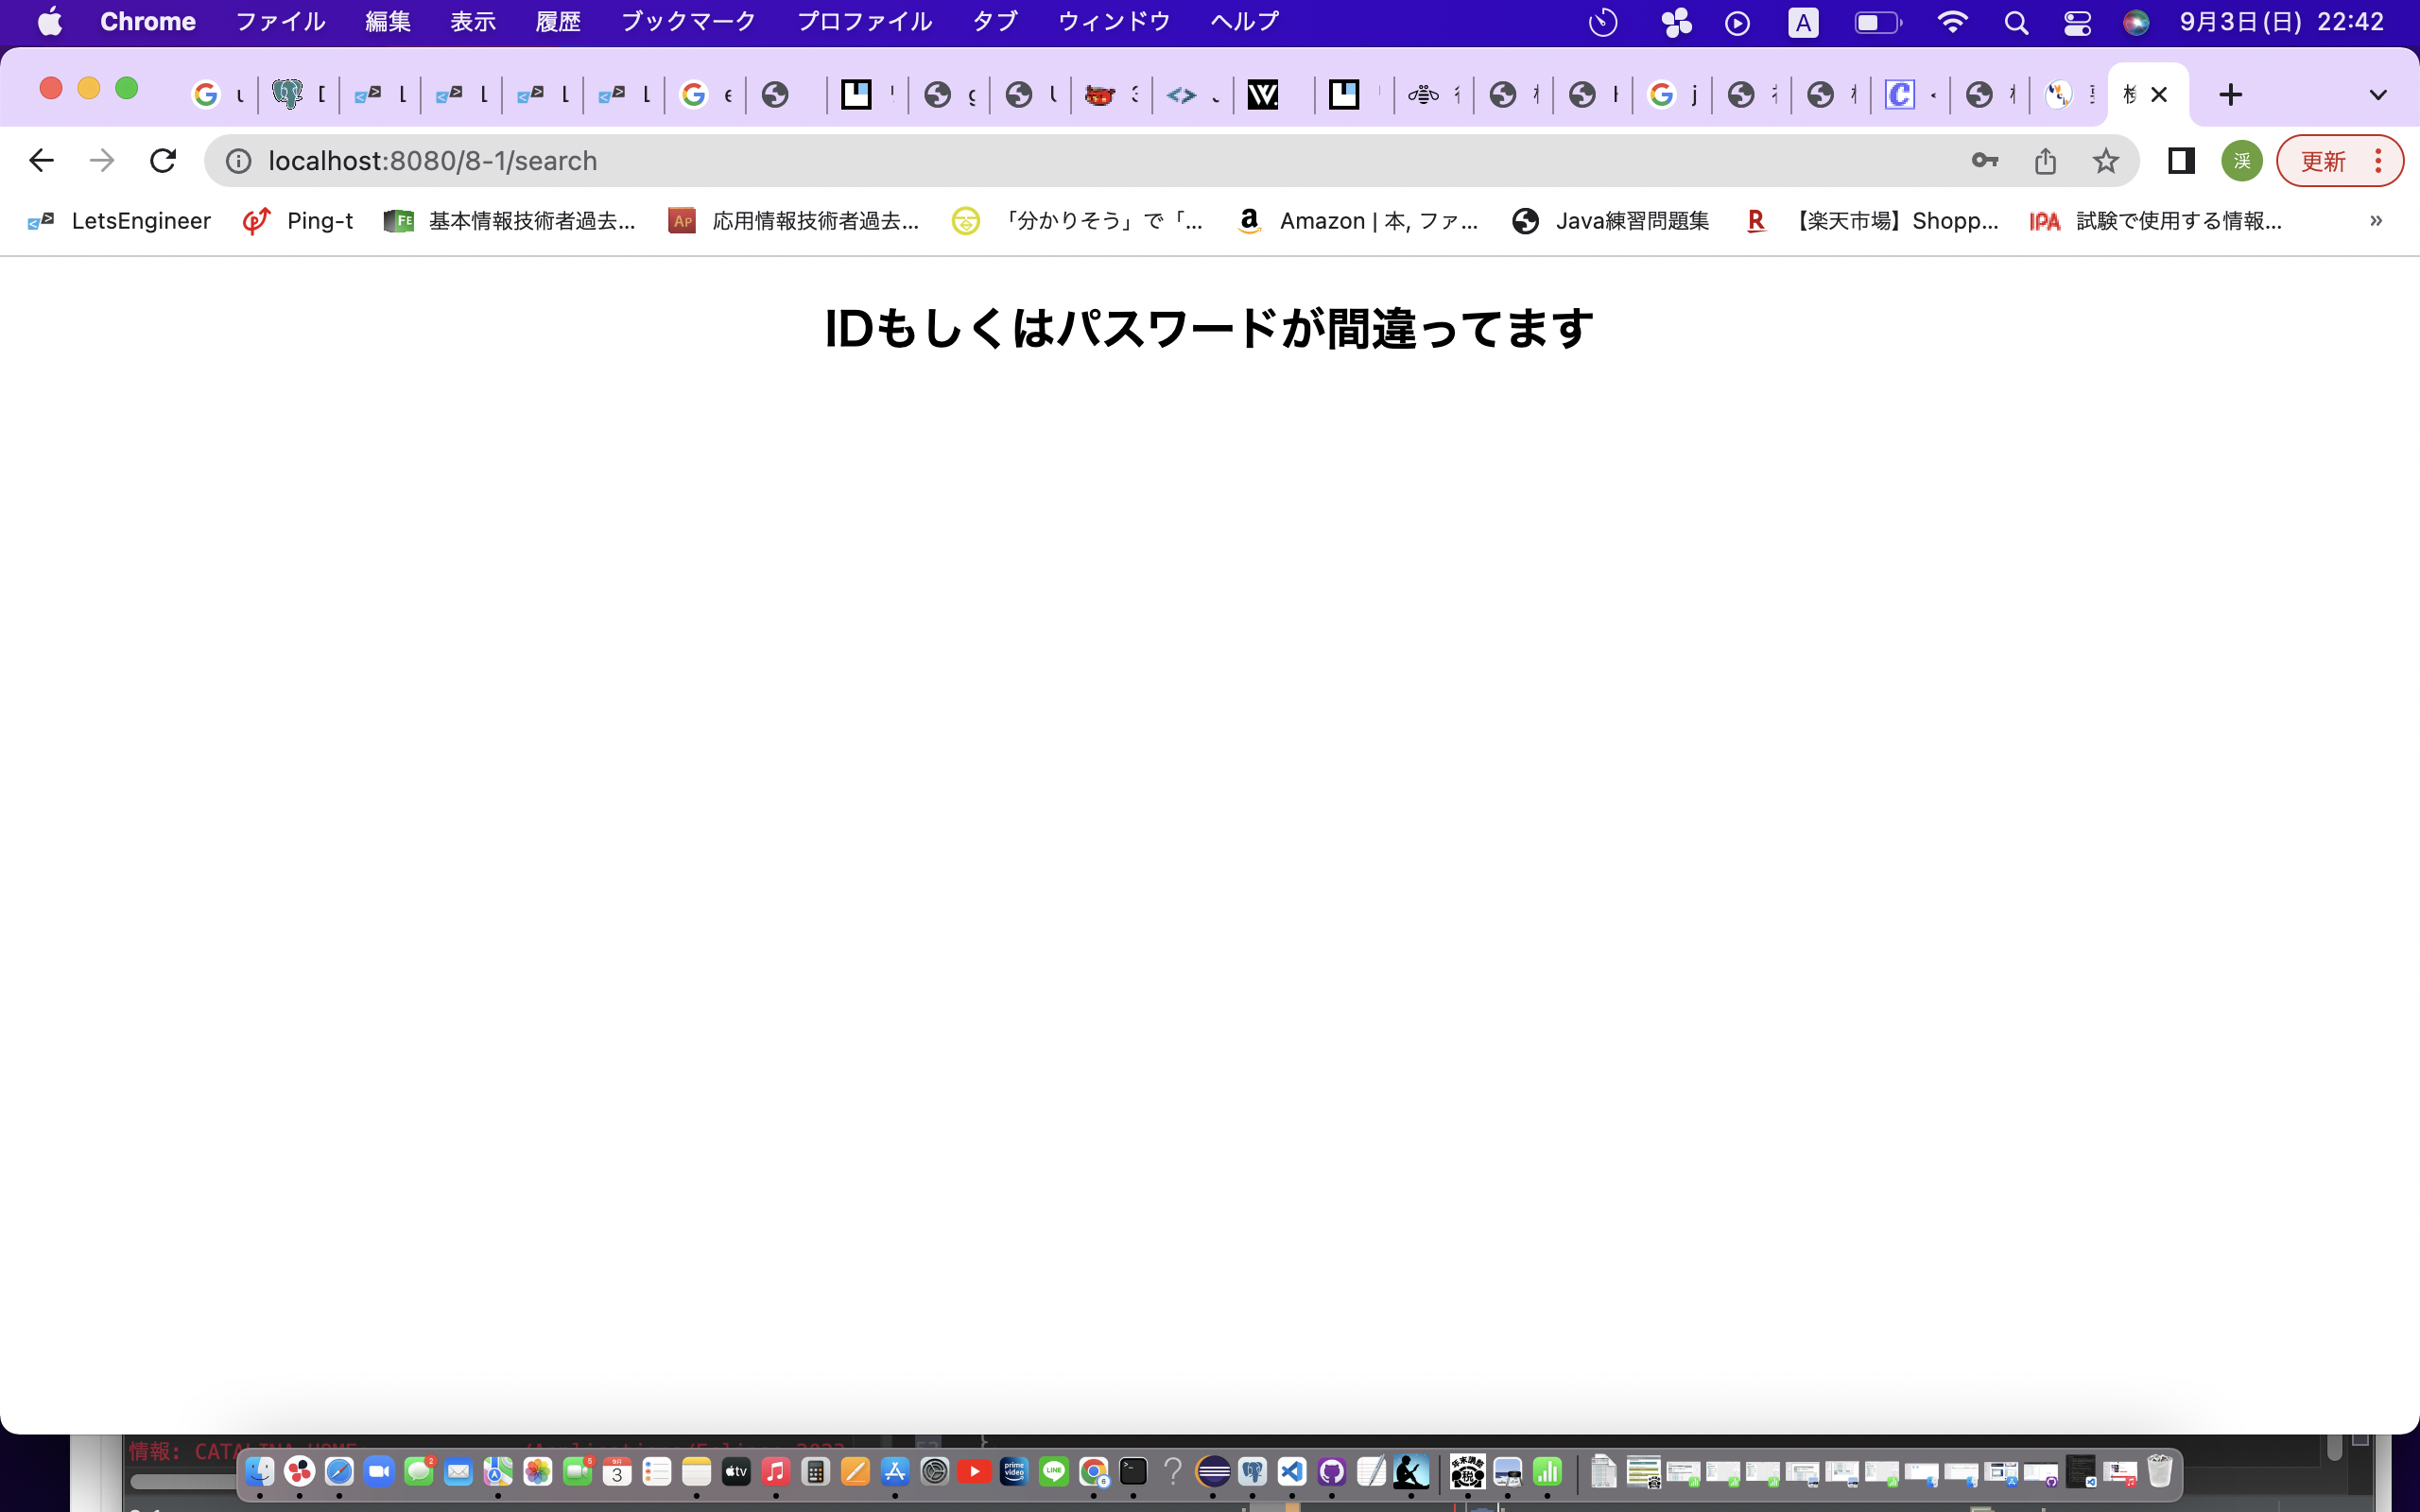 Chrome ファイル 編集 表示 履歴 ブックマーク プロファイル タブ ウィンドウ ヘルプ A 9月3日(日) 22:42
localhost:8080/8-1/search 渓 更新
LetsEngineer Ping-t 基本情報技術者過去... 応用情報技術者過去... 「分かりそう」で「... Amazon | 本, ファ... Java練習問題集 【楽天市場】Shopp... IPA 試験で使用する情報... »
IDもしくはパスワードが間違ってます
情報: CATALINA_HOME